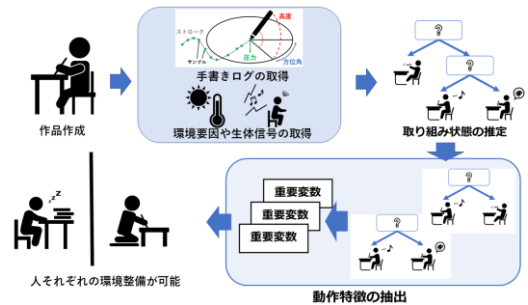 ストローク
サンプル
圧力
高度
方位角
手書きログの取得
環境要因や生体信号の取得
作品作成
?
?
取り組み状態の推定
z
z
z
人それぞれの環境整備が可能
重要変数
重要変数
重要変数
?
?
動作特徴の抽出